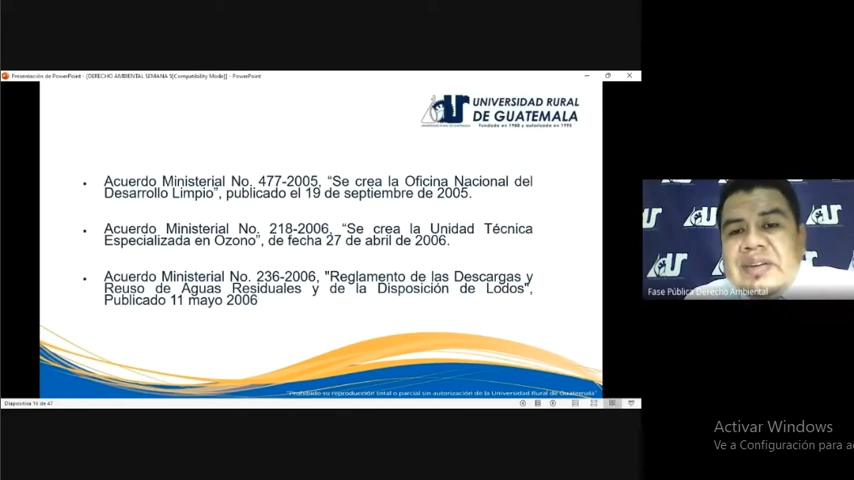 Presentación de PowerPoint - [DERECHO AMBIENTAL SEMANA 5[Compatibility Mode]] - PowerPoint
UNIVERSIDAD RURAL
DE GUATEMALA
Fundada en 1988 y autorizada en 1995
• Acuerdo Ministerial No. 477-2005, “Se crea la Oficina Nacional del
Desarrollo Limpio”, publicado el 19 de septiembre de 2005.
• Acuerdo Ministerial No. 218-2006, “Se crea la Unidad Técnica
Especializada en Ozono”, de fecha 27 de abril de 2006.
• Acuerdo Ministerial No. 236-2006, "Reglamento de las Descargas y
Reuso de Aguas Residuales y de la Disposición de Lodos",
Publicado 11 mayo 2006
"Prohibido su reproducción total o parcial sin autorización de la Universidad Rural de Guatemala"
Diapositiva 16 de 47
Fase Pública Derecho Ambiental
Activar Windows
Ve a Configuración para a